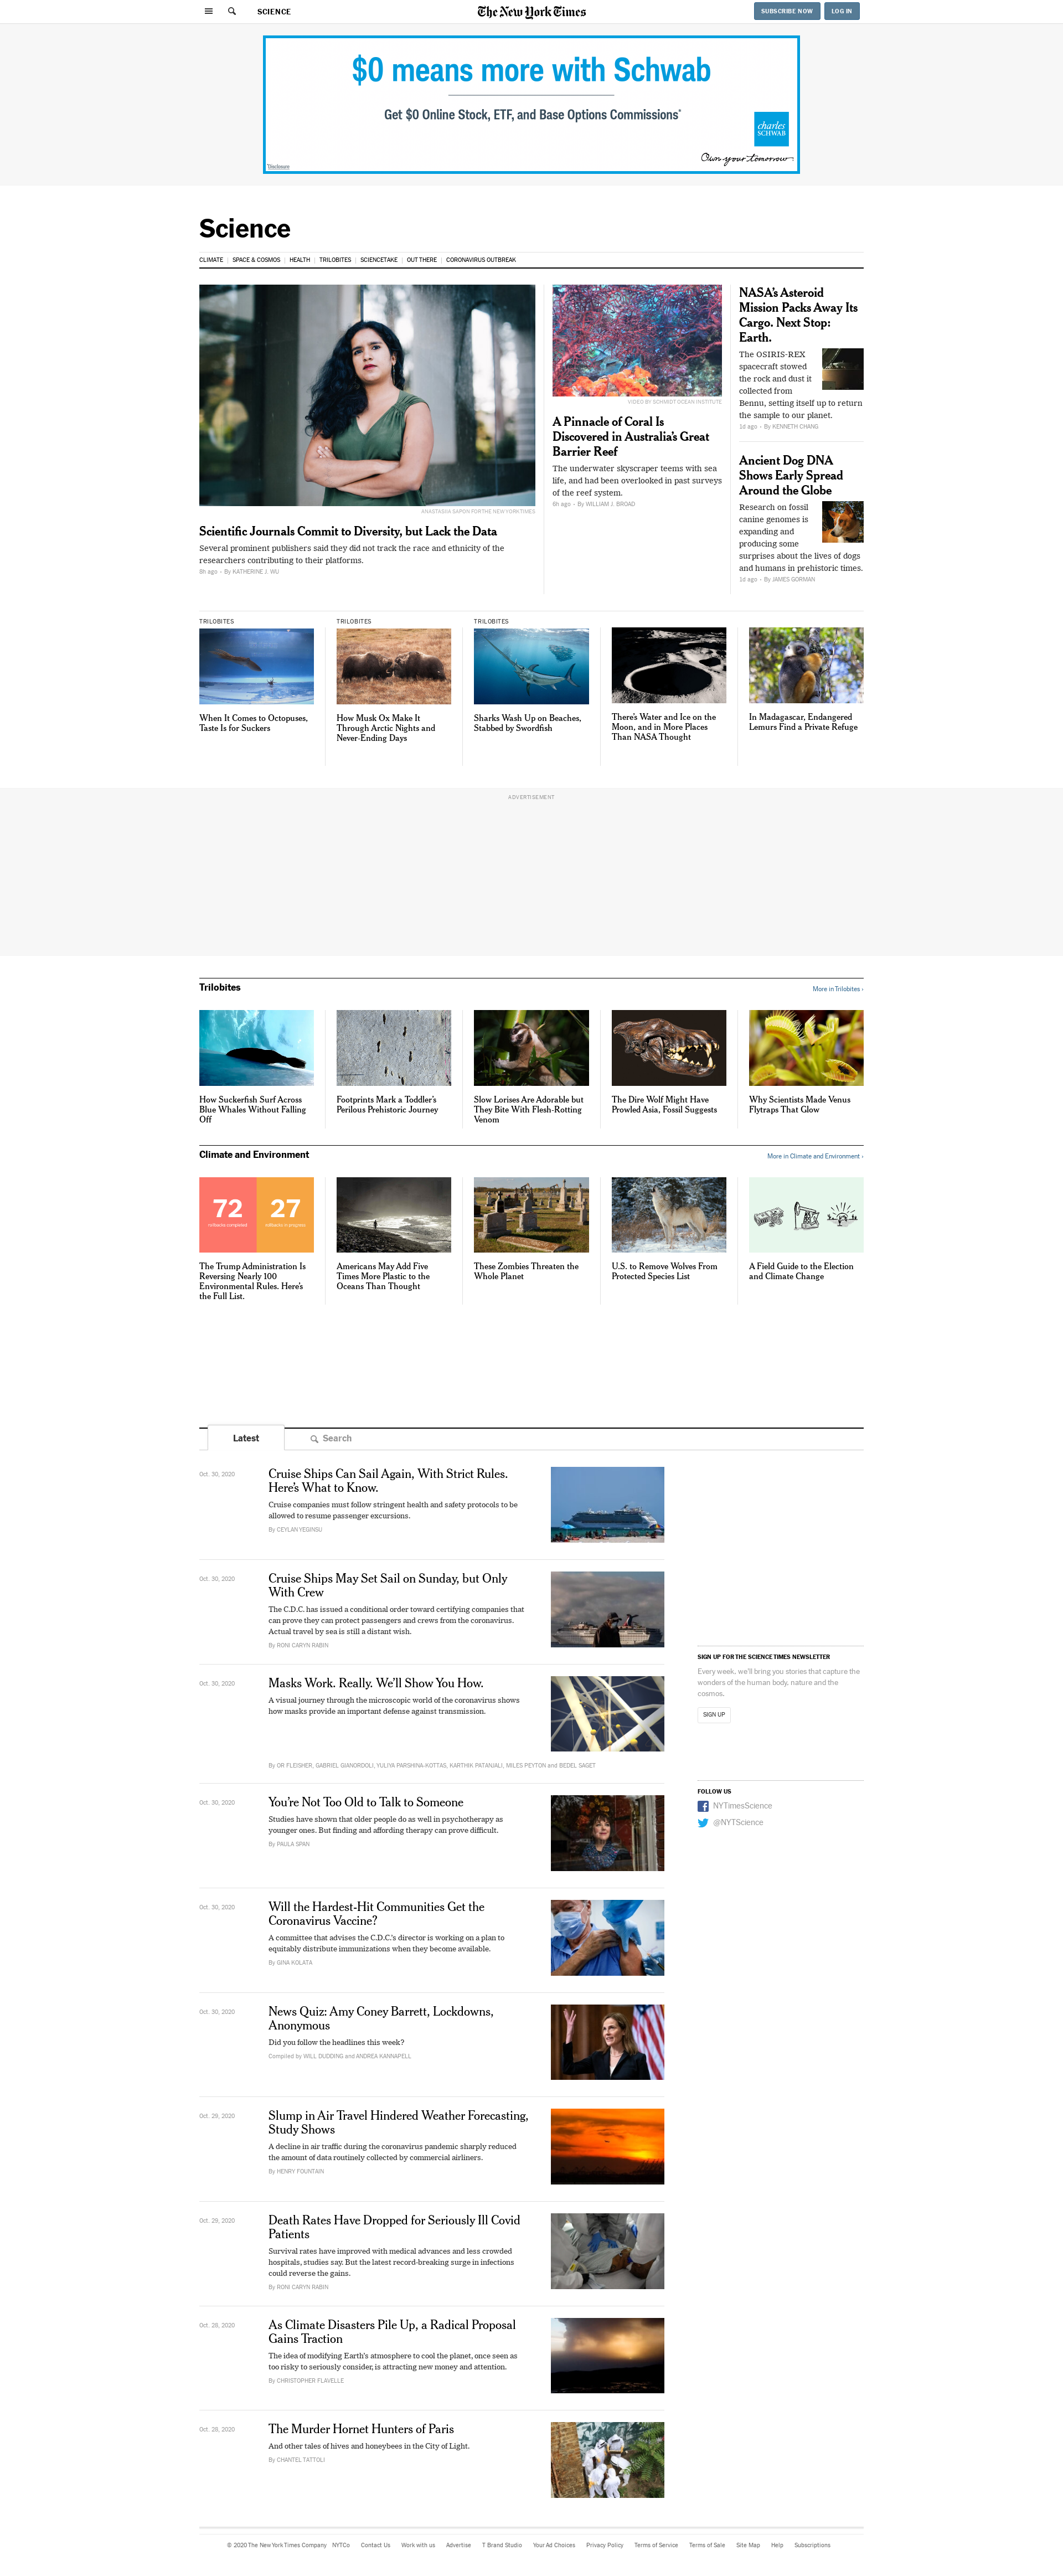 SCIENCE
The New York Times
SUBSCRIBE NOW
LOG IN
$0 means more with Schwab
Get $0 Online Stock, ETF, and Base Options Commissions*
charles
SCHWAB
Own your tomorrow
Disclosure
Science
CLIMATE
SPACE & COSMOS
HEALTH
TRILOBITES
SCIENCETAKE
OUT THERE
CORONAVIRUS OUTBREAK
ANASTASIIA SAPON FOR THE NEW YORK TIMES
Scientific Journals Commit to Diversity, but Lack the Data
Several prominent publishers said they did not track the race and ethnicity of the
researchers contributing to their platforms.
8h ago • By KATHERINE J. WU
VIDEO BY SCHMIDT OCEAN INSTITUTE
A Pinnacle of Coral Is
Discovered in Australia's Great
Barrier Reef
The underwater skyscraper teems with sea
life, and had been overlooked in past surveys
of the reef system.
6h ago • By WILLIAM J. BROAD
NASA's Asteroid
Mission Packs Away Its
Cargo. Next Stop:
Earth.
The OSIRIS-REX
spacecraft stowed
the rock and dust it
collected from
Bennu, setting itself up to return
the sample to our planet.
1d ago • By KENNETH CHANG
Ancient Dog DNA
Shows Early Spread
Around the Globe
Research on fossil
canine genomes is
expanding and
producing some
surprises about the lives of dogs
and humans in prehistoric times.
1d ago • By JAMES GORMAN
TRILOBITES
When It Comes to Octopuses,
Taste Is for Suckers
TRILOBITES
How Musk Ox Make It
Through Arctic Nights and
Never-Ending Days
TRILOBITES
Sharks Wash Up on Beaches,
Stabbed by Swordfish
There's Water and Ice on the
Moon, and in More Places
Than NASA Thought
In Madagascar, Endangered
Lemurs Find a Private Refuge
ADVERTISEMENT
Trilobites
More in Trilobites ›
How Suckerfish Surf Across
Blue Whales Without Falling
Off
Footprints Mark a Toddler's
Perilous Prehistoric Journey
Slow Lorises Are Adorable but
They Bite With Flesh-Rotting
Venom
The Dire Wolf Might Have
Prowled Asia, Fossil Suggests
Why Scientists Made Venus
Flytraps That Glow
Climate and Environment
More in Climate and Environment ›
72
rollbacks completed
27
rollbacks in progress
The Trump Administration Is
Reversing Nearly 100
Environmental Rules. Here's
the Full List.
Americans May Add Five
Times More Plastic to the
Oceans Than Thought
These Zombies Threaten the
Whole Planet
U.S. to Remove Wolves From
Protected Species List
A Field Guide to the Election
and Climate Change
Latest
Search
Oct. 30, 2020
Cruise Ships Can Sail Again, With Strict Rules.
Here's What to Know.
Cruise companies must follow stringent health and safety protocols to be
allowed to resume passenger excursions.
By CEYLAN YEGINSU
Oct. 30, 2020
Cruise Ships May Set Sail on Sunday, but Only
With Crew
The C.D.C. has issued a conditional order toward certifying companies that
can prove they can protect passengers and crews from the coronavirus.
Actual travel by sea is still a distant wish.
By RONI CARYN RABIN
Oct. 30, 2020
Masks Work. Really. We'll Show You How.
A visual journey through the microscopic world of the coronavirus shows
how masks provide an important defense against transmission.
By OR FLEISHER, GABRIEL GIANORDOLI, YULIYA PARSHINA-KOTTAS, KARTHIK PATANJALI, MILES PEYTON and BEDEL SAGET
Oct. 30, 2020
You're Not Too Old to Talk to Someone
Studies have shown that older people do as well in psychotherapy as
younger ones. But finding and affording therapy can prove difficult.
By PAULA SPAN
Oct. 30, 2020
Will the Hardest-Hit Communities Get the
Coronavirus Vaccine?
A committee that advises the C.D.C.'s director is working on a plan to
equitably distribute immunizations when they become available.
By GINA KOLATA
Oct. 30, 2020
News Quiz: Amy Coney Barrett, Lockdowns,
Anonymous
Did you follow the headlines this week?
Compiled by WILL DUDDING and ANDREA KANNAPELL
Oct. 29, 2020
Slump in Air Travel Hindered Weather Forecasting,
Study Shows
A decline in air traffic during the coronavirus pandemic sharply reduced
the amount of data routinely collected by commercial airliners.
By HENRY FOUNTAIN
Oct. 29, 2020
Death Rates Have Dropped for Seriously Ill Covid
Patients
Survival rates have improved with medical advances and less crowded
hospitals, studies say. But the latest record-breaking surge in infections
could reverse the gains.
By RONI CARYN RABIN
Oct. 28, 2020
As Climate Disasters Pile Up, a Radical Proposal
Gains Traction
The idea of modifying Earth's atmosphere to cool the planet, once seen as
too risky to seriously consider, is attracting new money and attention.
By CHRISTOPHER FLAVELLE
Oct. 28, 2020
The Murder Hornet Hunters of Paris
And other tales of hives and honeybees in the City of Light.
By CHANTEL TATTOLI
SIGN UP FOR THE SCIENCE TIMES NEWSLETTER
Every week, we'll bring you stories that capture the
wonders of the human body, nature and the
cosmos.
SIGN UP
FOLLOW US
NYTimesScience
@NYTScience
© 2020 The New York Times Company
NYTCo
Contact Us
Work with us
Advertise
T Brand Studio
Your Ad Choices
Privacy Policy
Terms of Service
Terms of Sale
Site Map
Help
Subscriptions